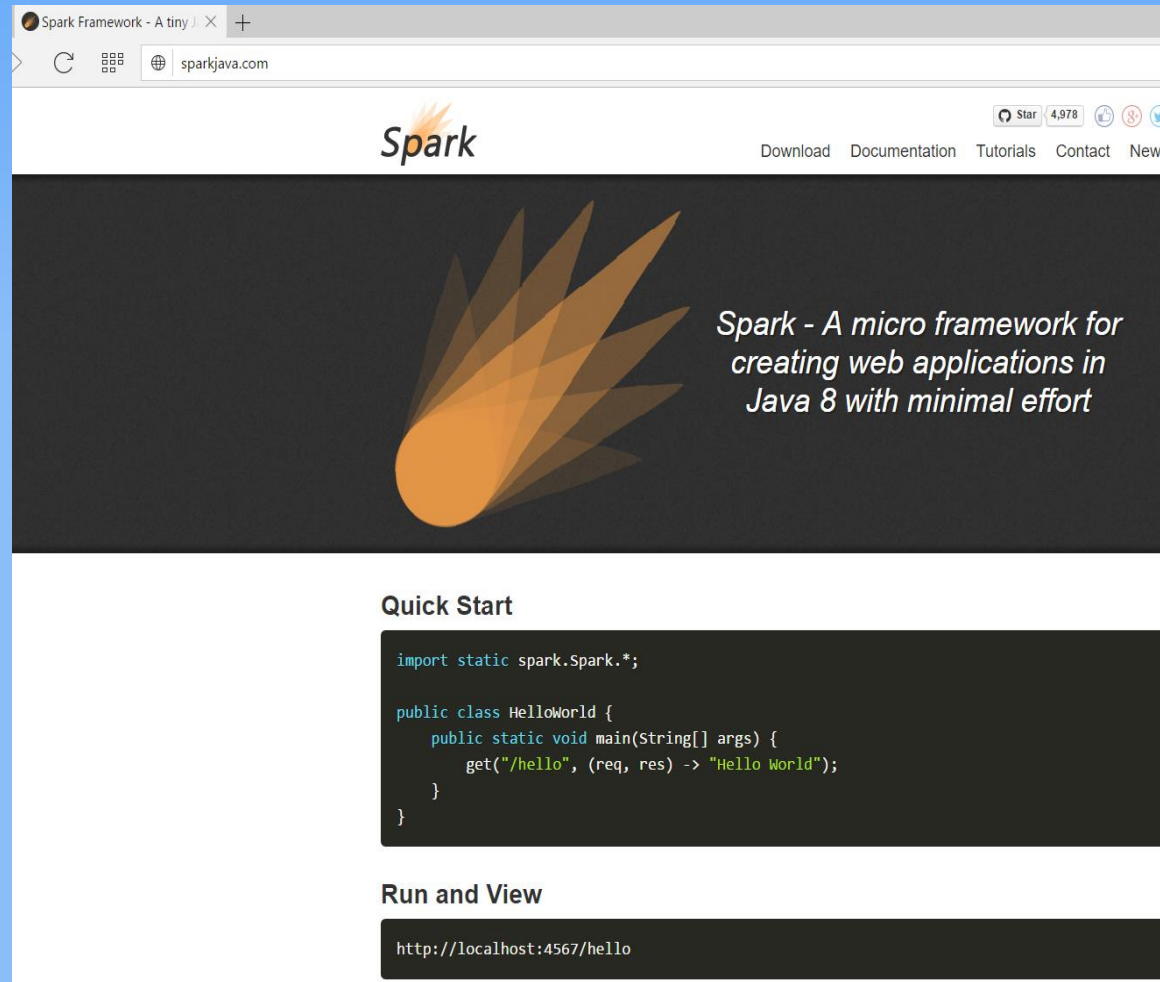 Spark Framework - A tiny J
sparkjava.com
Spark
Star 4,978
Download Documentation Tutorials Contact New
Spark - A micro framework for
creating web applications in
Java 8 with minimal effort
Quick Start
import static spark.Spark.*;
public class HelloWorld {
public static void main(String[] args) {
get("/hello", (req, res) -> "Hello World");
}
}
Run and View
http://localhost:4567/hello